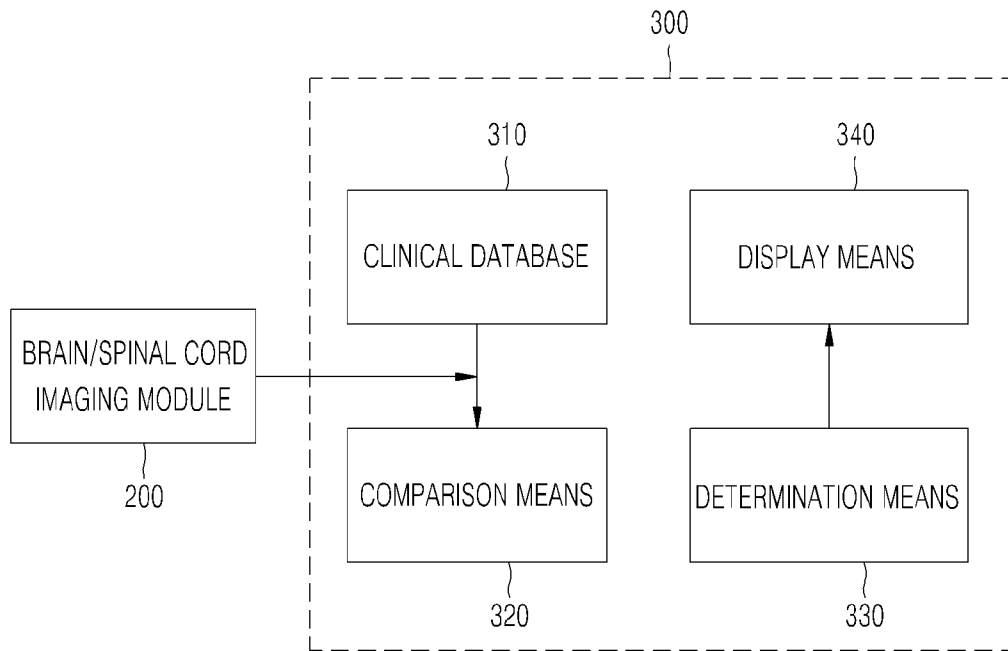 300
310
340
CLINICAL DATABASE
DISPLAY MEANS
BRAIN/SPINAL CORD
IMAGING MODULE
200
COMPARISON MEANS
DETERMINATION MEANS
320
330